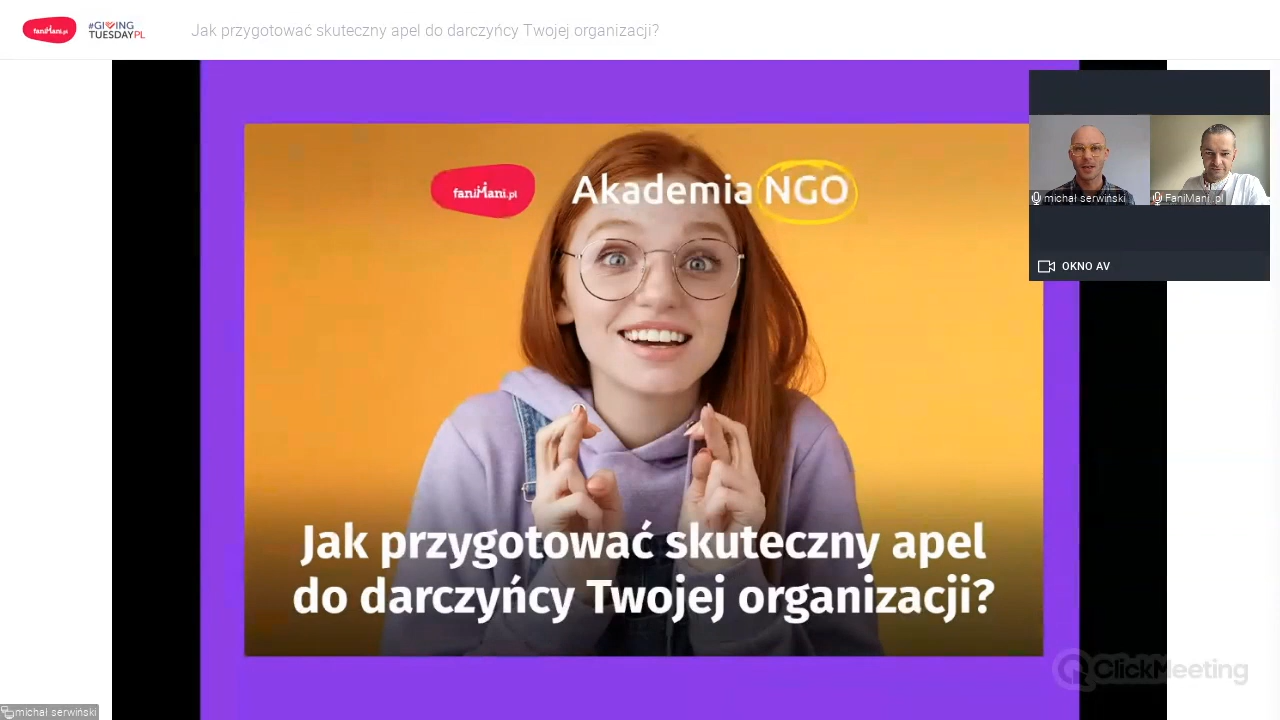 faniMani.pl
#GIVING
TUESDAYPL
Jak przygotować skuteczny apel do darczyńcy Twojej organizacji?
faniMani.pl
Akademia NGO
michał serwiński
FaniMani .pl
OKNO AV
Jak przygotować skuteczny apel
do darczyńcy Twojej organizacji?
ClickMeeting
michał serwiński